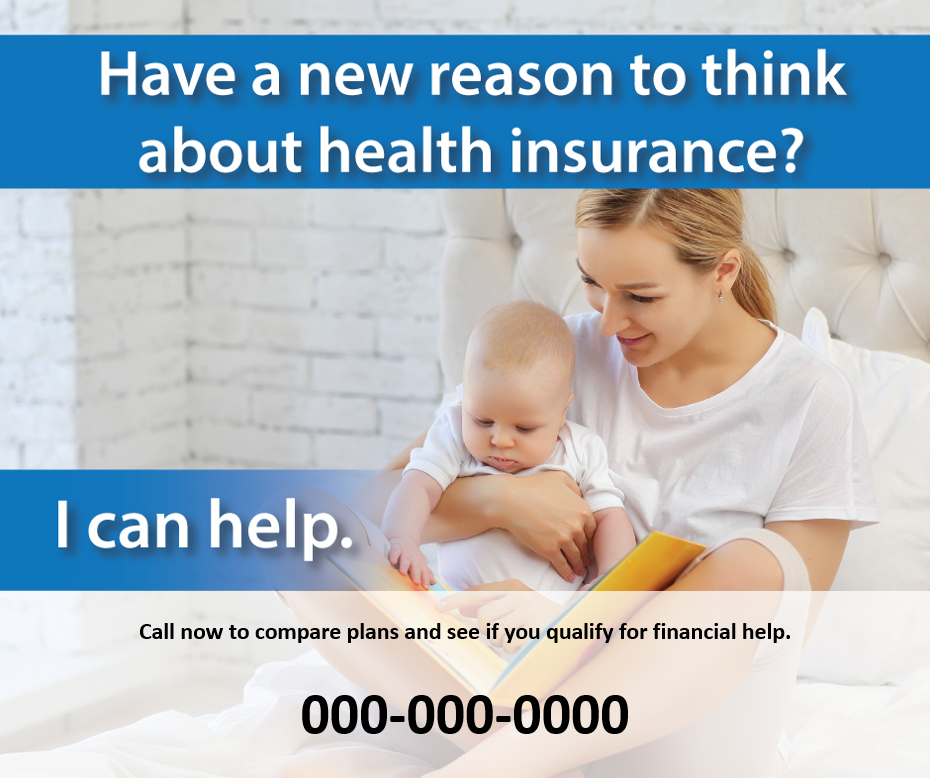 Have a new reason to think
about health insurance?
I can help.
Call now to compare plans and see if you qualify for financial help.
000-000-0000